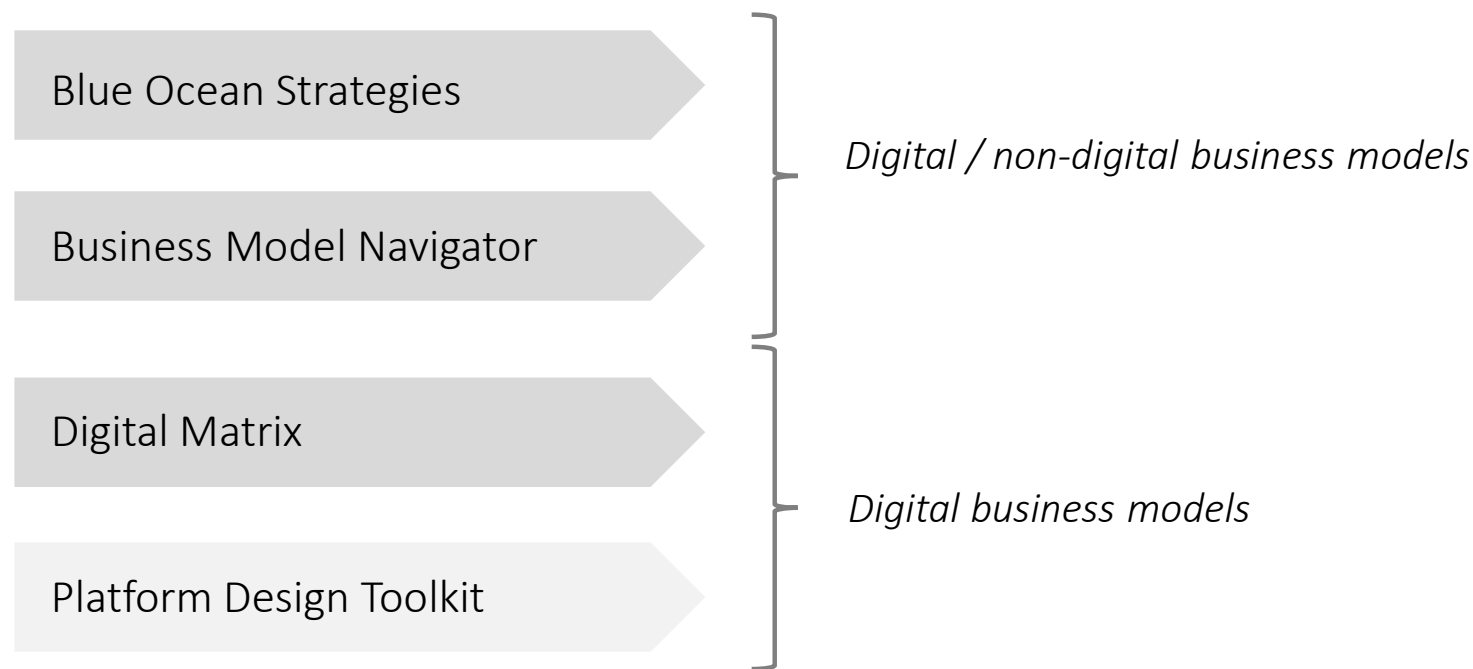 Blue Ocean Strategies
Digital / non-digital business models
Business Model Navigator
Digital Matrix
Digital business models
Platform Design Toolkit